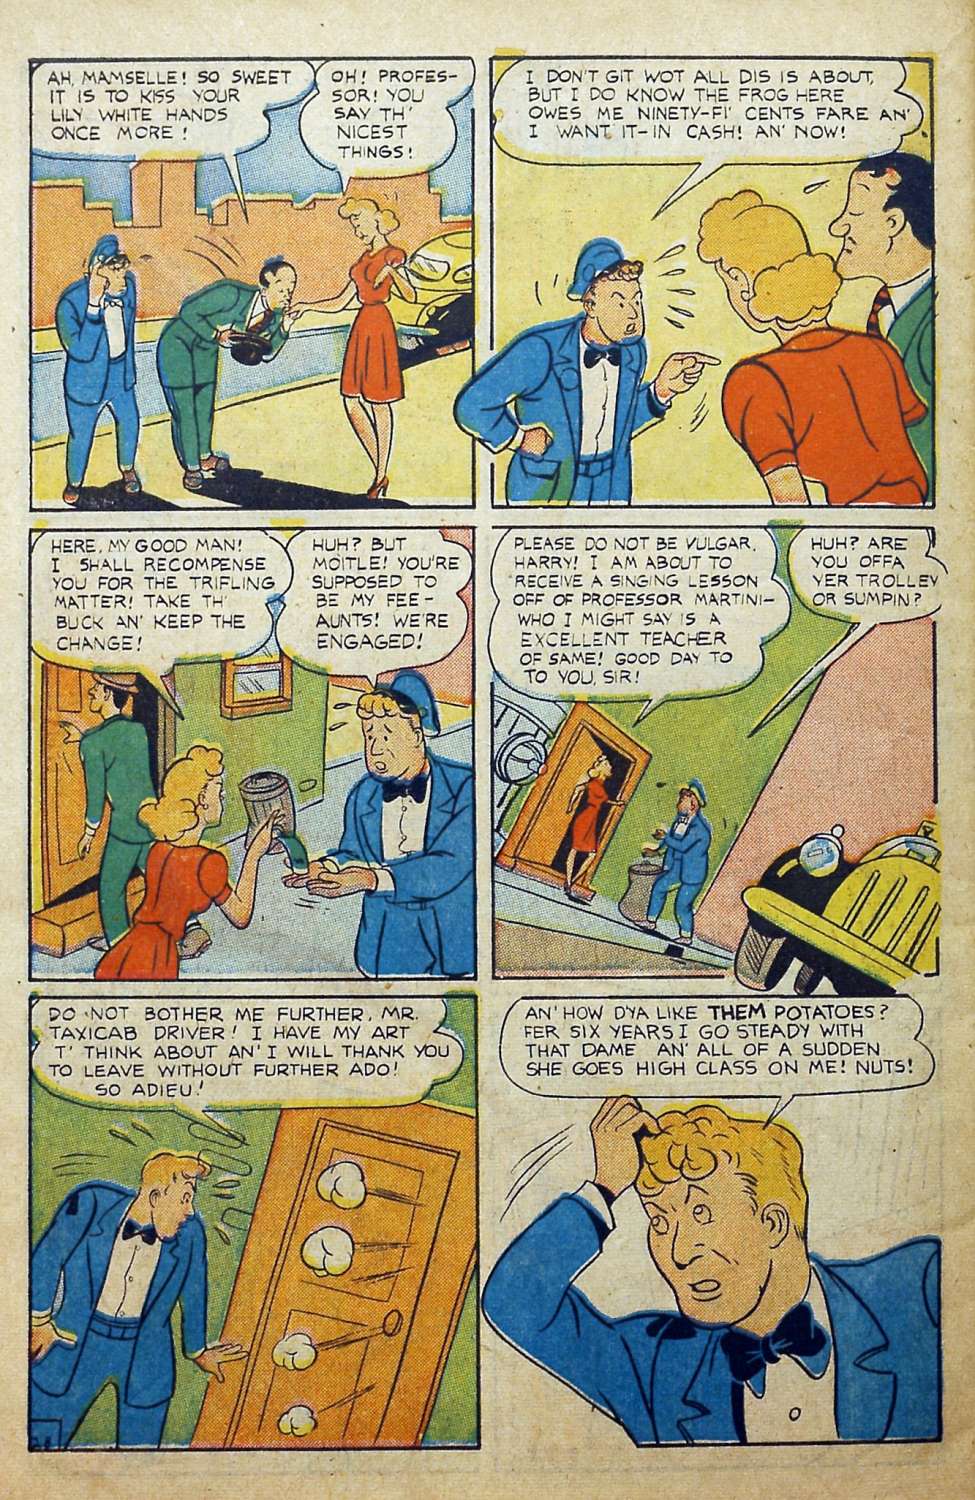 AH, MAMSELLE! SO SWEET
IT IS TO KISS YOUR
LILY WHITE HANDS
ONCE MORE!
OH! PROFES-
SOR! YOU
SAY TH'
NICEST
THINGS!
I DON'T GIT WOT ALL DIS IS ABOUT,
BUT I DO KNOW THE FROG HERE
OWES ME NINETY-FI' CENTS FARE AN'
I WANT IT-IN CASH! AN' NOW!
HERE, MY GOOD MAN!
I SHALL RECOMPENSE
YOU FOR THE TRIFLING
MATTER! TAKE TH'
BUCK AN' KEEP THE
CHANGE!
HUH? BUT
MOITLE! YOU'RE
SUPPOSED TO
BE MY FEE-
AUNTS! WE'RE
ENGAGED!
PLEASE DO NOT BE VULGAR,
HARRY! I AM ABOUT TO
RECEIVE A SINGING LESSON
OFF OF PROFESSOR MARTINI-
WHO I MIGHT SAY IS A
EXCELLENT TEACHER
OF SAME! GOOD DAY TO
TO YOU, SIR!
HUH? ARE
YOU OFFA
YER TROLLEY
OR SUMPIN?
DO NOT BOTHER ME FURTHER, MR.
TAXICAB DRIVER! I HAVE MY ART
T' THINK ABOUT AN' I WILL THANK YOU
TO LEAVE WITHOUT FURTHER ADO!
SO ADIEU!
AN' HOW D'YA LIKE THEM POTATOES?
FER SIX YEARS I GO STEADY WITH
THAT DAME AN' ALL OF A SUDDEN
SHE GOES HIGH CLASS ON ME! NUTS!